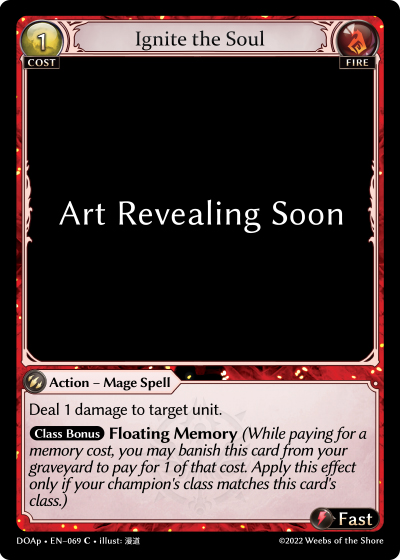 1
Ignite the Soul
COST
FIRE
Art Revealing Soon
Action – Mage Spell
Deal 1 damage to target unit.
Class Bonus Floating Memory (While paying for a
memory cost, you may banish this card from your
graveyard to pay for 1 of that cost. Apply this effect
only if your champion's class matches this card's
class.)
Fast
DOAp • EN–069 C • illust: 漫道
©2022 Weebs of the Shore